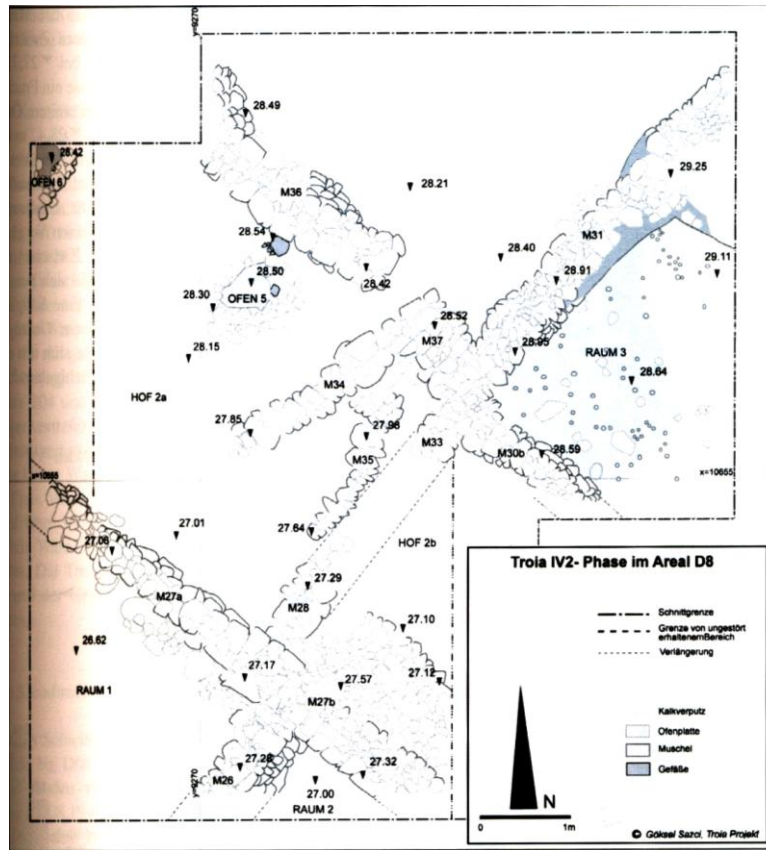 y=9270
28.49
28.42
OFEN 6
M36
28.21
29.25
28.54
M31
28.40
28.50
OFEN 5
28.42
28.91
29.11
28.30
28.52
M37
28.95
RAUM 3
28.15
28.64
M34
HOF 2a
27.85
27.98
M33
M35
M30b
28.59
x=10655
x=10655
27.01
27.64
27.06
HOF 2b
27.29
M27a
M28
27.10
26.62
27.17
27.12
RAUM 1
27.57
M27b
27.28
27.32
M26
27.00
y=9270
RAUM 2
Troia IV2- Phase im Areal D8
Schnittgrenze
Grenze von ungestört
erhaltenemBereich
Verlängerung
Kalkverputz
Ofenplatte
Muschel
Gefäße
N
0 1m
© Göksel Sazcı, Troia Projekt